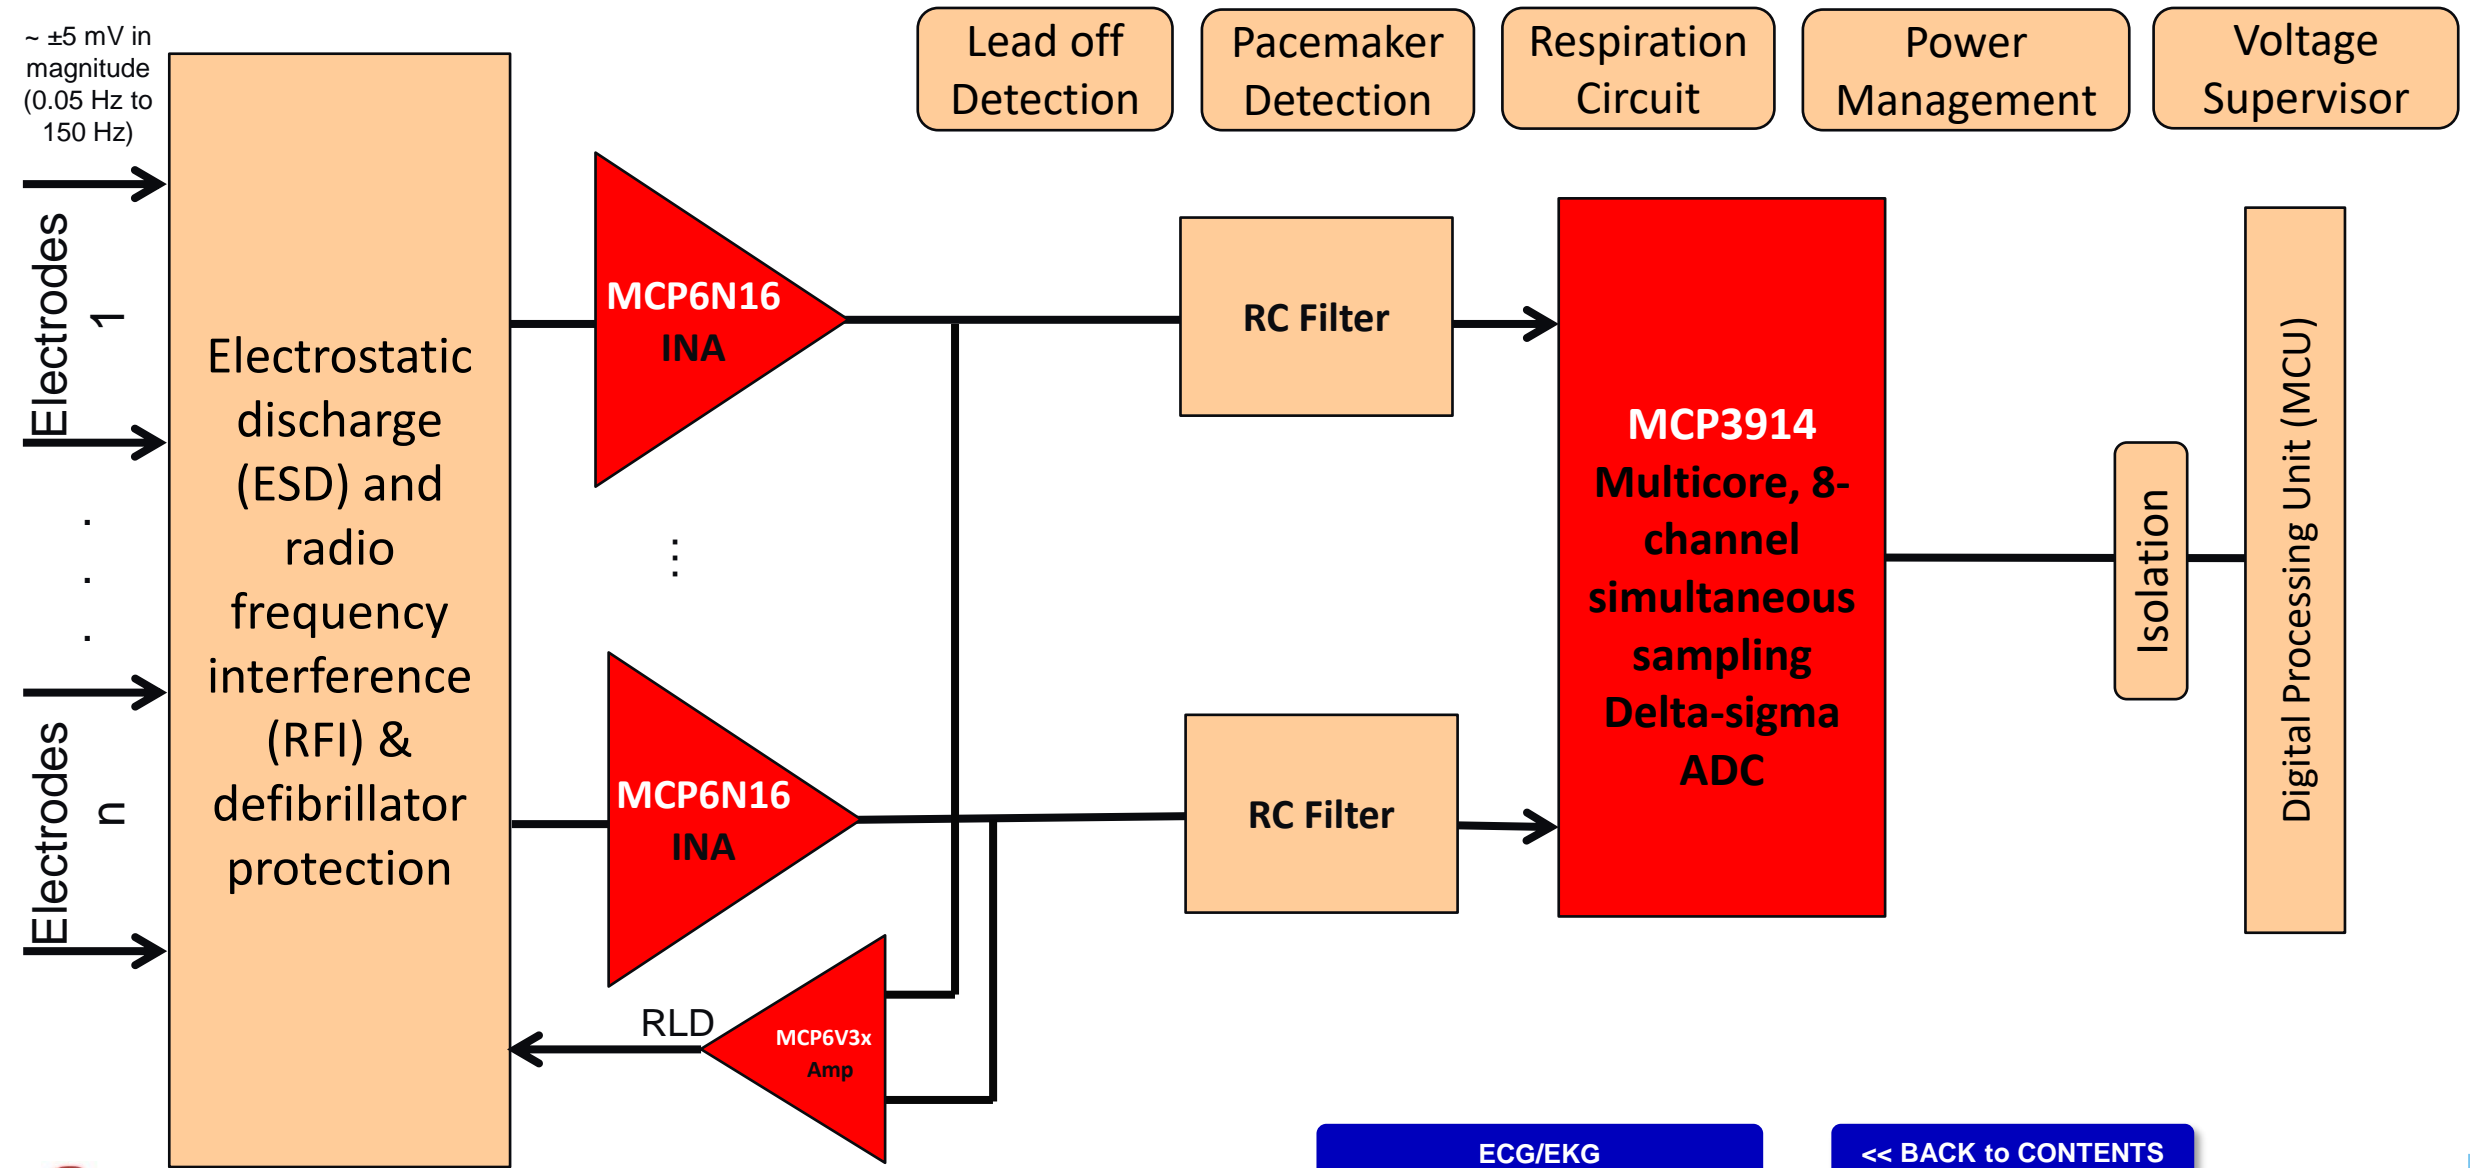 ~ ±5 mV in
magnitude
(0.05 Hz to
150 Hz)
Lead off
Detection
Pacemaker
Detection
Respiration
Circuit
Power
Management
Voltage
Supervisor
Electrodes
1
.
.
.
Electrodes
n
Electrostatic
discharge
(ESD) and
radio
frequency
interference
(RFI) &
defibrillator
protection
MCP6N16
INA
...
MCP6N16
INA
RLD
MCP6V3x
Amp
RC Filter
RC Filter
MCP3914
Multicore, 8-
channel
simultaneous
sampling
Delta-sigma
ADC
Isolation
Digital Processing Unit (MCU)
ECG/EKG
<< BACK to CONTENTS